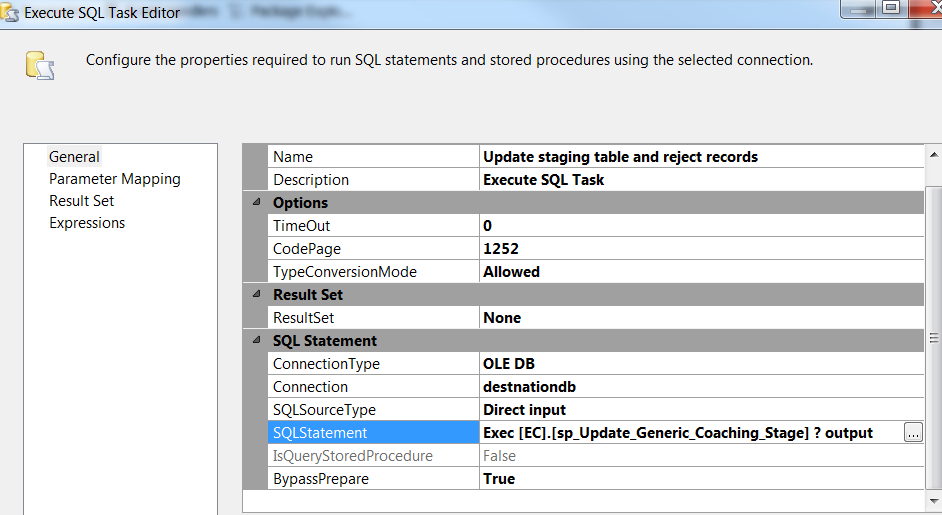 Execute SQL Task Editor
Configure the properties required to run SQL statements and stored procedures using the selected connection.
General
Parameter Mapping
Result Set
Expressions
Name Update staging table and reject records
Description Execute SQL Task
Options
TimeOut 0
CodePage 1252
TypeConversionMode Allowed
Result Set
ResultSet None
SQL Statement
ConnectionType OLE DB
Connection destnationdb
SQLSourceType Direct input
SQLStatement Exec [EC].[sp_Update_Generic_Coaching_Stage] ? output ...
IsQueryStoredProcedure False
BypassPrepare True